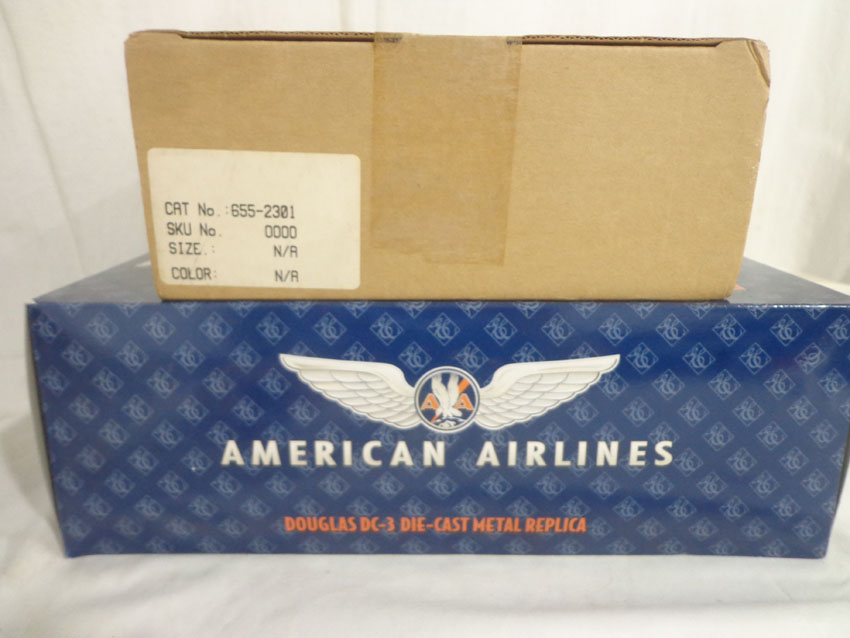 CAT No.:655-2301
SKU No. 0000
SIZE.: N/A
COLOR: N/A
A A
AMERICAN AIRLINES
DOUGLAS DC-3 DIE-CAST METAL REPLICA